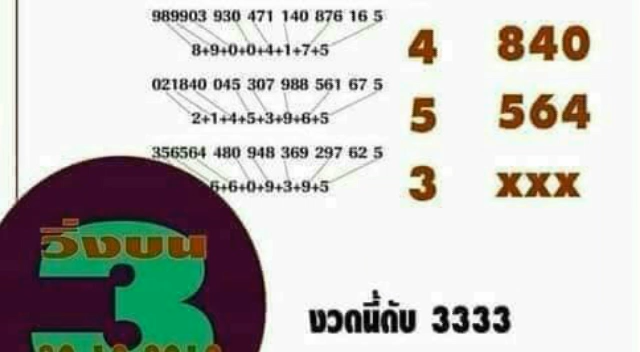 989903 930 471 140 876 16 5
8+9+0+0+4+1+7+5
4 840
021840 045 307 988 561 67 5
2+1+4+5+3+9+6+5
5 564
356564 480 948 369 297 62 5
6+6+0+9+3+9+5
3 xxx
วิ่งบน
3
งวดนี้ดับ 3333